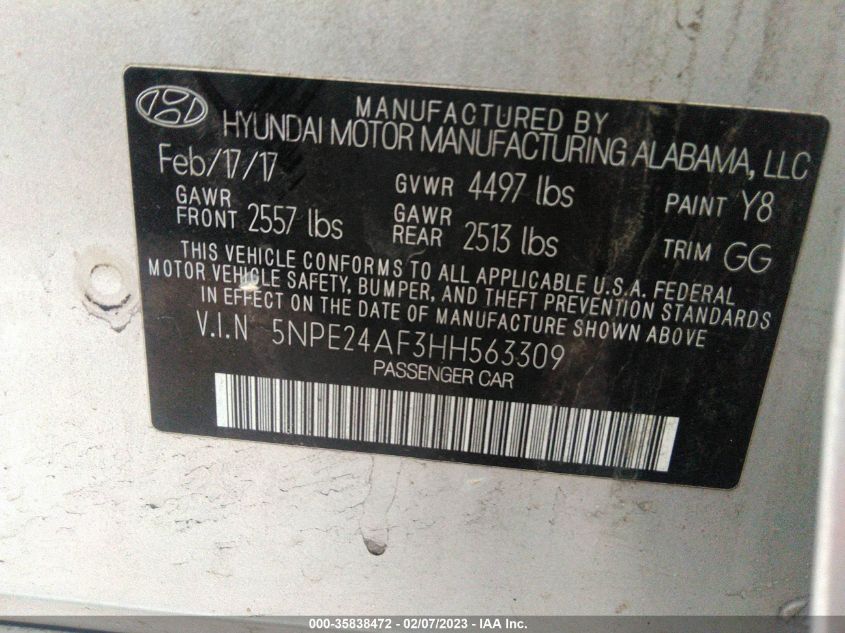 MANUFACTURED BY
HYUNDAI MOTOR MANUFACTURING ALABAMA, LLC
Feb/17/17 GVWR 4497 lbs PAINT Y8
GAWR FRONT 2557 lbs GAWR REAR 2513 lbs TRIM GG
THIS VEHICLE CONFORMS TO ALL APPLICABLE U.S.A. FEDERAL
MOTOR VEHICLE SAFETY, BUMPER, AND THEFT PREVENTION STANDARDS
IN EFFECT ON THE DATE OF MANUFACTURE SHOWN ABOVE
V.I.N 5NPE24AF3HH563309
PASSENGER CAR
000-35838472 - 02/07/2023 - IAA Inc.